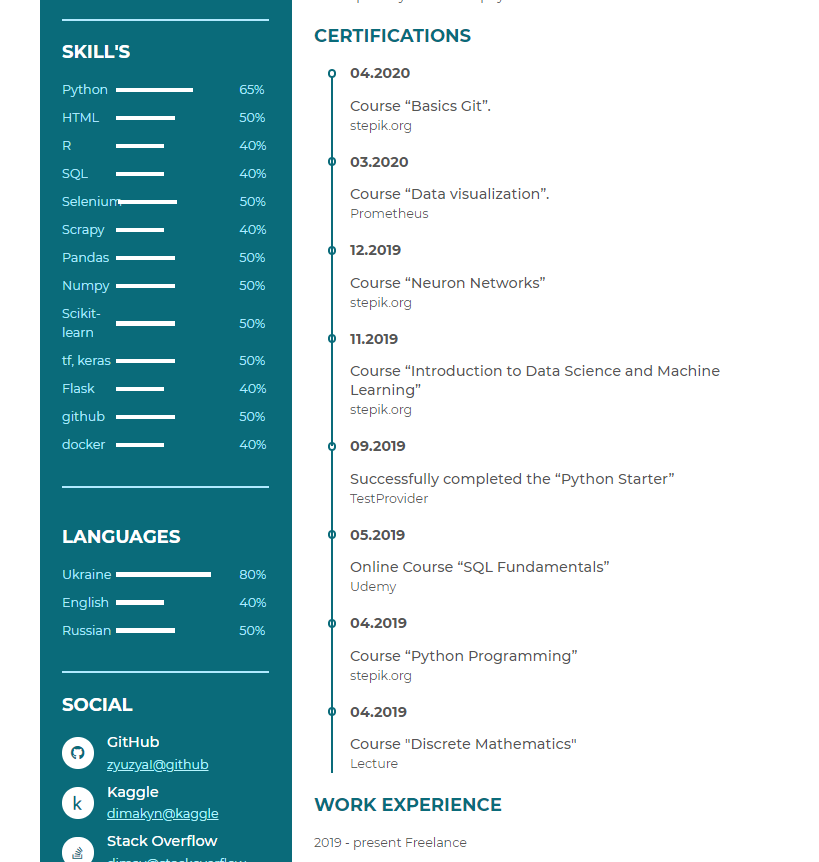 SKILL'S
Python 65%
HTML 50%
R 40%
SQL 40%
Selenium 50%
Scrapy 40%
Pandas 50%
Numpy 50%
Scikit-
learn 50%
tf, keras 50%
Flask 40%
github 50%
docker 40%
LANGUAGES
Ukraine 80%
English 40%
Russian 50%
SOCIAL
GitHub
zyuzyaI@github
Kaggle
dimakyn@kaggle
Stack Overflow
CERTIFICATIONS
04.2020
Course “Basics Git”.
stepik.org
03.2020
Course “Data visualization”.
Prometheus
12.2019
Course “Neuron Networks”
stepik.org
11.2019
Course “Introduction to Data Science and Machine
Learning”
stepik.org
09.2019
Successfully completed the “Python Starter”
TestProvider
05.2019
Online Course “SQL Fundamentals”
Udemy
04.2019
Course “Python Programming”
stepik.org
04.2019
Course "Discrete Mathematics"
Lecture
WORK EXPERIENCE
2019 - present Freelance